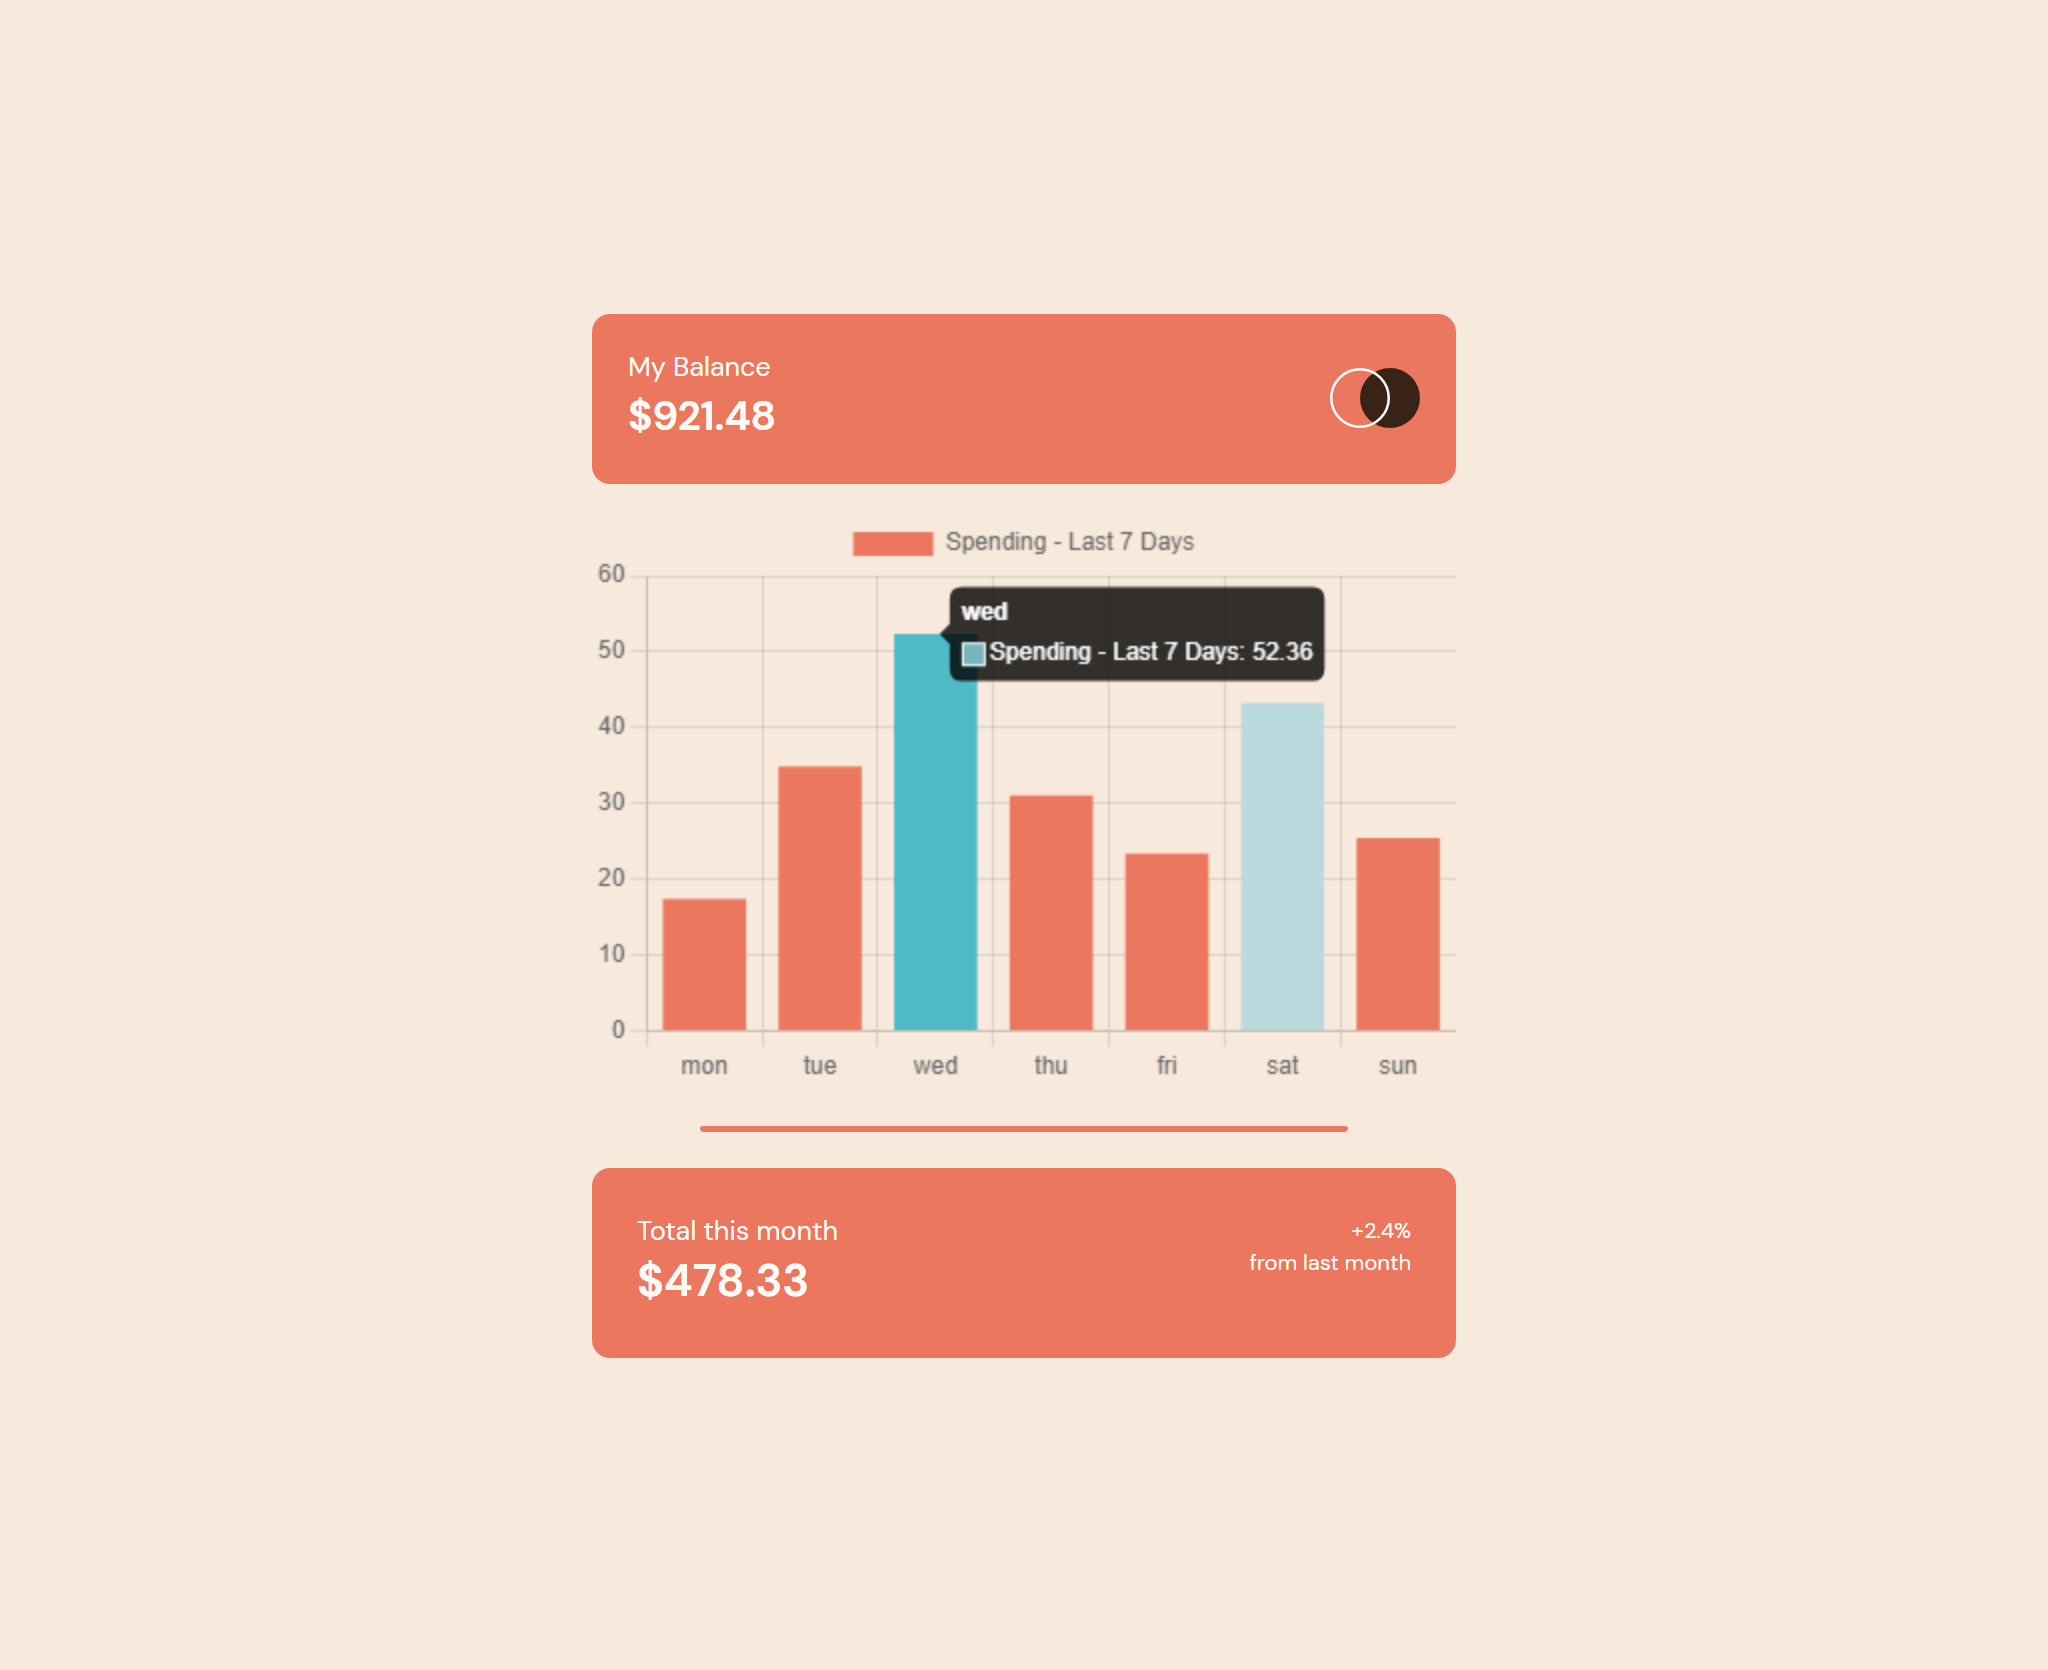 My Balance
$921.48
Spending - Last 7 Days
60
wed
Spending - Last 7 Days: 52.36
50
40
30
20
10
0
mon tue wed thu fri sat sun
Total this month
$478.33
+2.4%
from last month